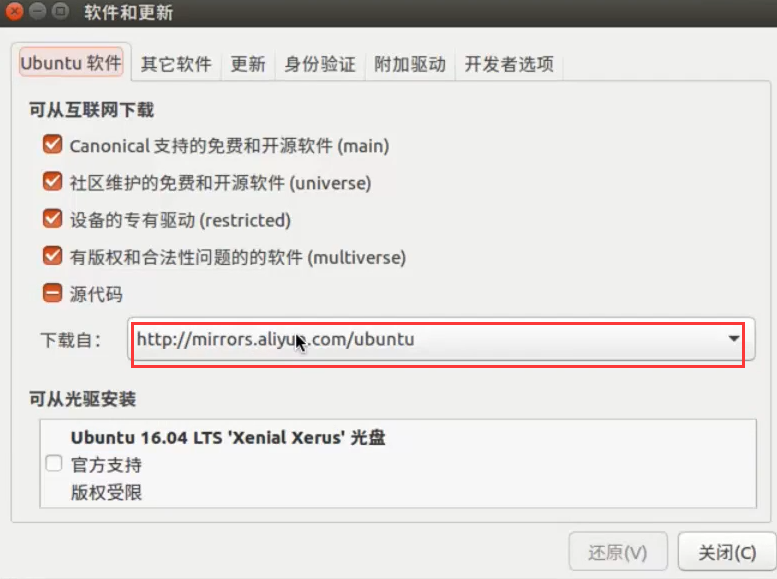 软件和更新
Ubuntu 软件 其它软件 更新 身份验证 附加驱动 开发者选项
可从互联网下载
Canonical 支持的免费和开源软件 (main)
社区维护的免费和开源软件 (universe)
设备的专有驱动 (restricted)
有版权和合法性问题的的软件 (multiverse)
源代码
下载自： http://mirrors.aliyun.com/ubuntu
可从光驱安装
Ubuntu 16.04 LTS 'Xenial Xerus' 光盘
官方支持
版权受限
还原(V) 关闭(C)